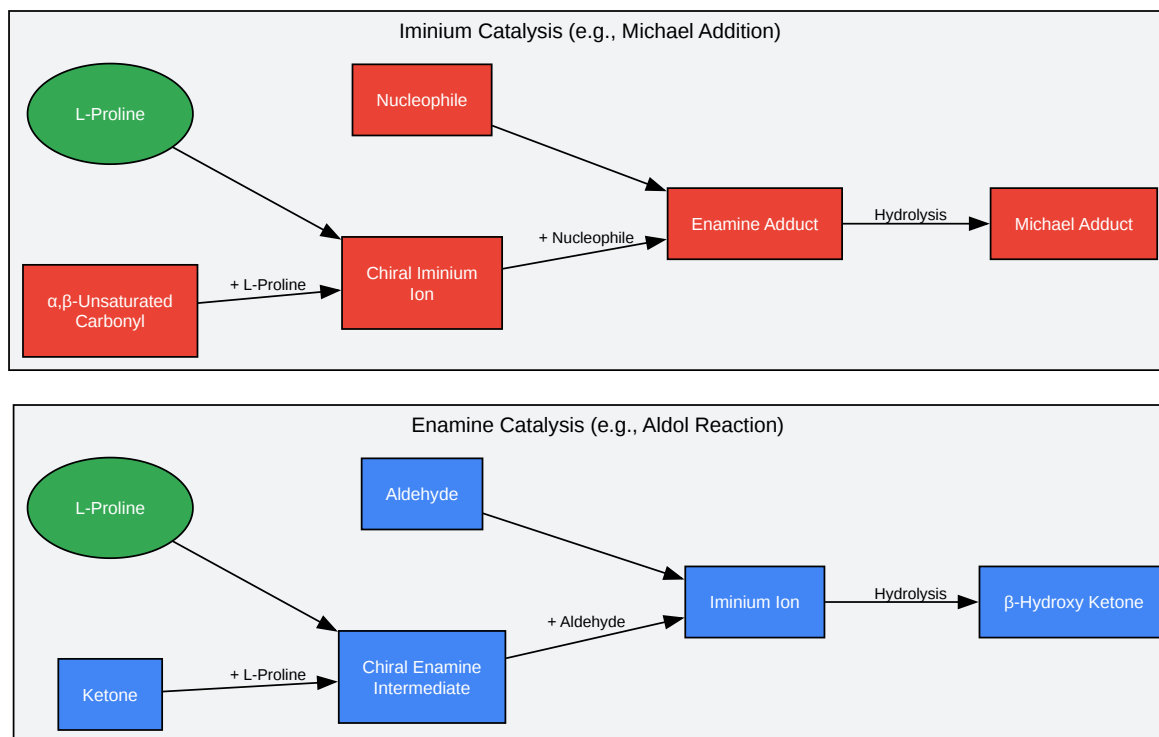 Iminium Catalysis (e.g., Michael Addition)
L-Proline
Nucleophile
Enamine Adduct
Hydrolysis
Michael Adduct
+ Nucleophile
Chiral Iminium
Ion
+ L-Proline
α,β-Unsaturated
Carbonyl
Enamine Catalysis (e.g., Aldol Reaction)
L-Proline
Aldehyde
Iminium Ion
Hydrolysis
β-Hydroxy Ketone
+ Aldehyde
Chiral Enamine
Intermediate
+ L-Proline
Ketone